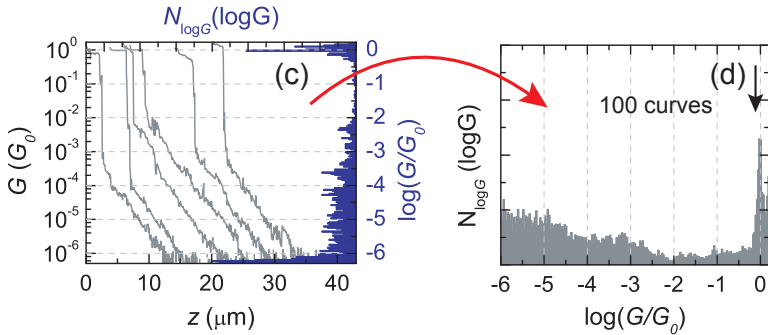 N_logG(logG)
10^0
10^-1
10^-2
10^-3
10^-4
10^-5
10^-6
G (G_0)
0
10
20
30
40
z (μm)
(c)
0
-1
-2
-3
-4
-5
-6
log(G/G_0)
(d)
100 curves
N_logG (logG)
-6
-5
-4
-3
-2
-1
0
log(G/G_0)